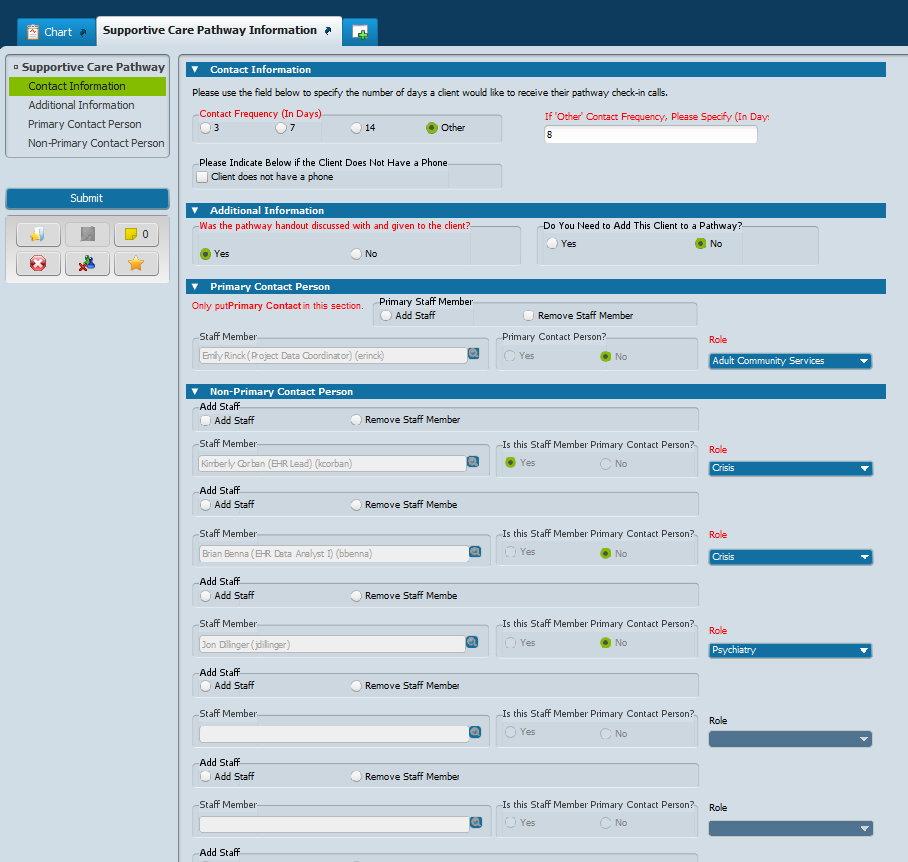 Chart
Supportive Care Pathway Information
Supportive Care Pathway
Contact Information
Additional Information
Primary Contact Person
Non-Primary Contact Person
Submit
0
Contact Information
Please use the field below to specify the number of days a client would like to receive their pathway check-in calls.
Contact Frequency (In Days)
3 7 14 Other
If 'Other' Contact Frequency, Please Specify (In Day:
8
Please Indicate Below if the Client Does Not Have a Phone
Client does not have a phone
Additional Information
Was the pathway handout discussed with and given to the client?
Yes No
Do You Need to Add This Client to a Pathway?
Yes No
Primary Contact Person
Only putPrimary Contact in this section.
Primary Staff Member
Add Staff Remove Staff Member
Staff Member
Emily Rinck (Project Data Coordinator) (erinck)
Primary Contact Person?
Yes No
Role
Adult Community Services
Non-Primary Contact Person
Add Staff
Add Staff Remove Staff Member
Staff Member
Kimberly Corban (EHR Lead) (kcorban)
Is this Staff Member Primary Contact Person?
Yes No
Role
Crisis
Add Staff
Add Staff Remove Staff Membe
Staff Member
Brian Benna (EHR Data Analyst I) (bbenna)
Is this Staff Member Primary Contact Person?
Yes No
Role
Crisis
Add Staff
Add Staff Remove Staff Membe
Staff Member
Jon Dillinger (jdillinger)
Is this Staff Member Primary Contact Person?
Yes No
Role
Psychiatry
Add Staff
Add Staff Remove Staff Member
Staff Member
Is this Staff Member Primary Contact Person?
Yes No
Role
Add Staff
Add Staff Remove Staff Member
Staff Member
Is this Staff Member Primary Contact Person?
Yes No
Role
Add Staff